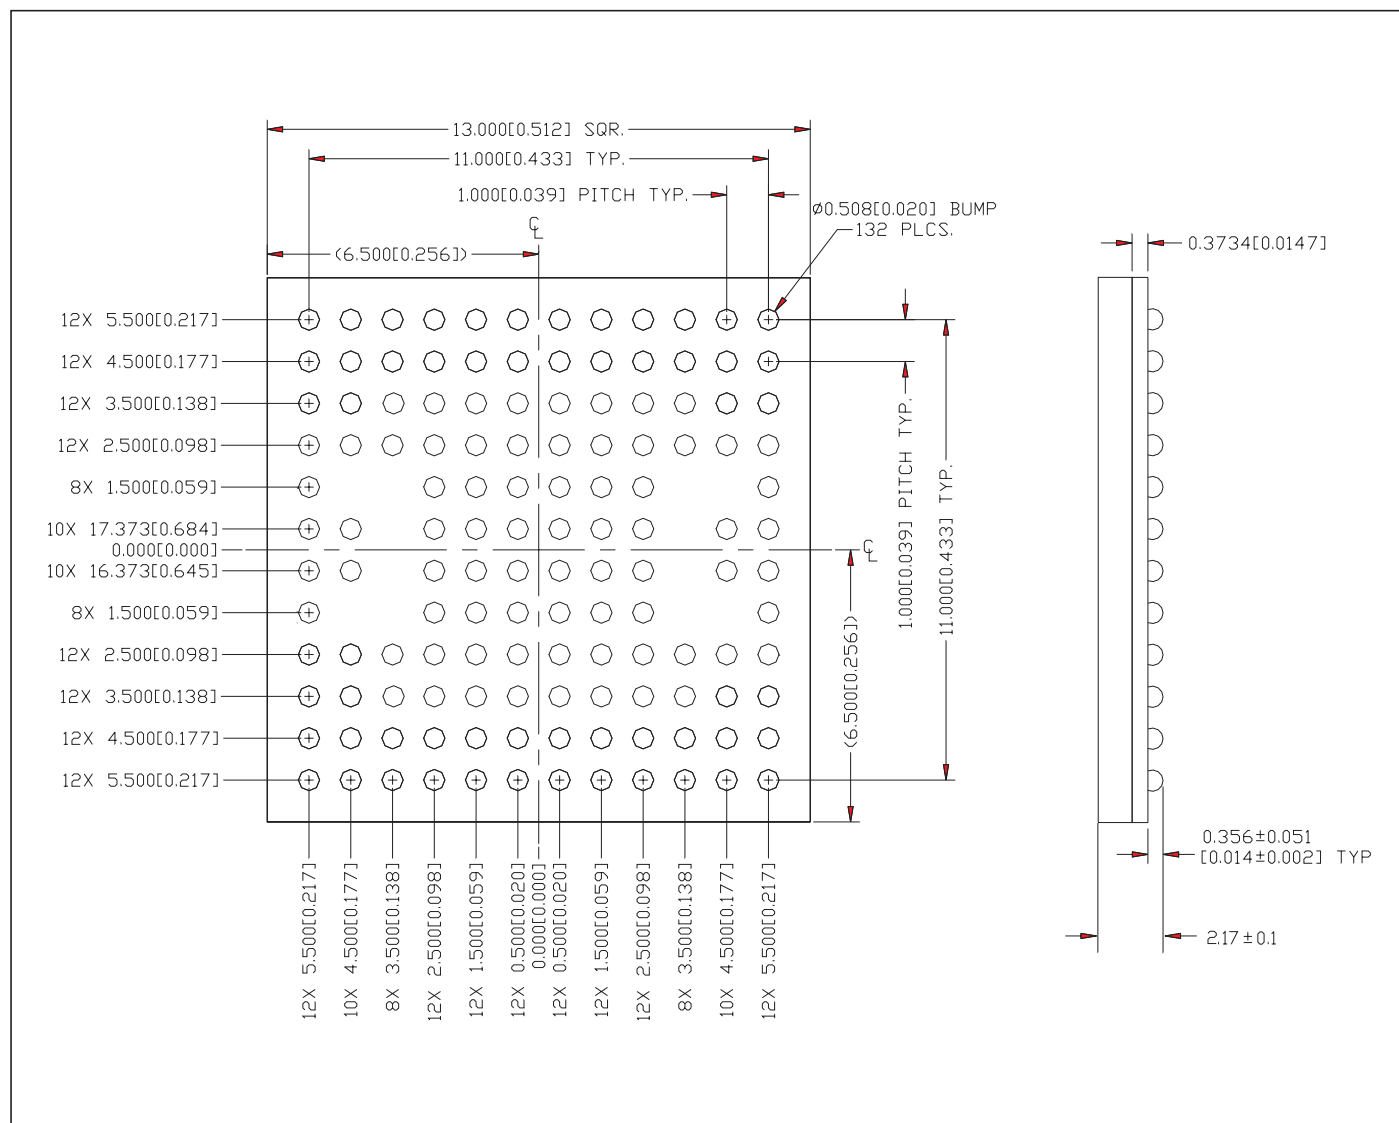 13.000[0.512] SQR.
11.000[0.433] TYP.
1.000[0.039] PITCH TYP.
℄
(6.500[0.256])
Ø0.508[0.020] BUMP
132 PLCS.
0.3734[0.0147]
12X 5.500[0.217]
12X 4.500[0.177]
12X 3.500[0.138]
12X 2.500[0.098]
8X 1.500[0.059]
10X 17.373[0.684]
0.000[0.000]
10X 16.373[0.645]
8X 1.500[0.059]
12X 2.500[0.098]
12X 3.500[0.138]
12X 4.500[0.177]
12X 5.500[0.217]
℄
1.000[0.039] PITCH TYP.
11.000[0.433] TYP.
(6.500[0.256])
12X 5.500[0.217]
10X 4.500[0.177]
8X 3.500[0.138]
12X 2.500[0.098]
12X 1.500[0.059]
12X 0.500[0.020]
0.000[0.000]
12X 0.500[0.020]
12X 1.500[0.059]
12X 2.500[0.098]
8X 3.500[0.138]
10X 4.500[0.177]
12X 5.500[0.217]
0.356±0.051
[0.014±0.002] TYP
2.17±0.1